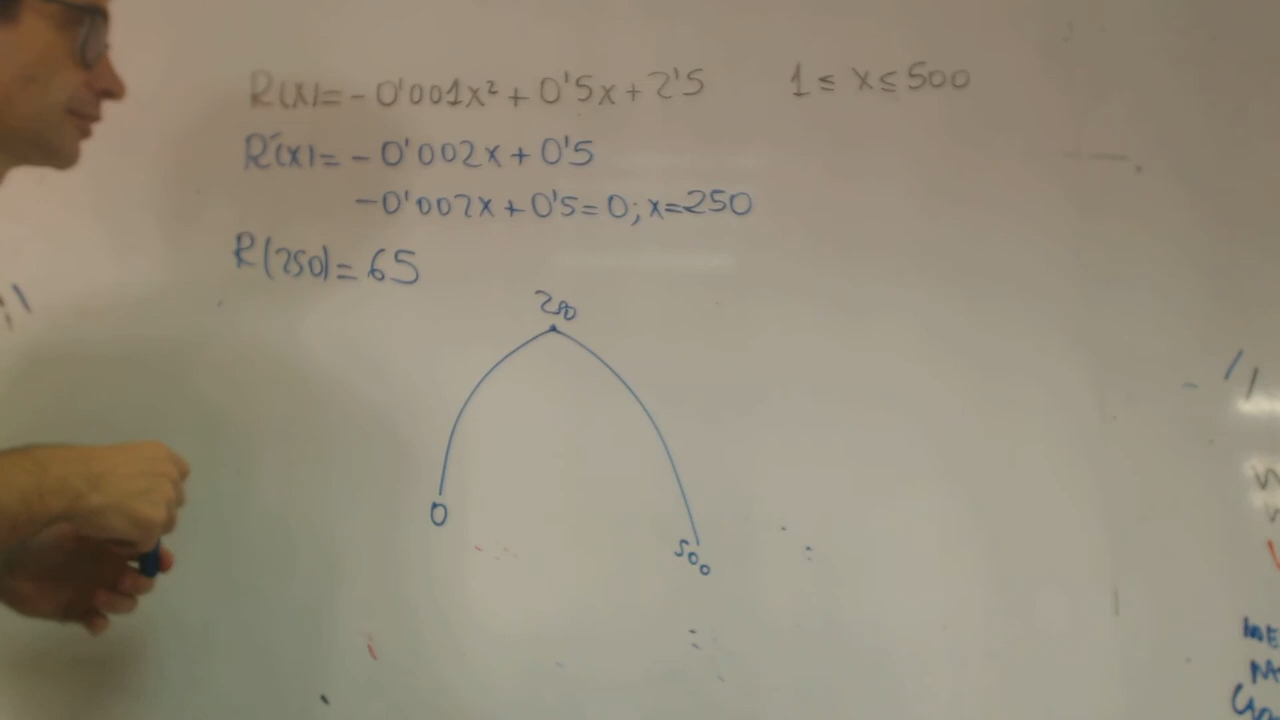 R(x)=-0'001x²+0'5x+2'5 1≤x≤500
R'(x)=-0'002x+0'5
-0'002x+0'5=0; x=250
R(250)=65
250
0
500